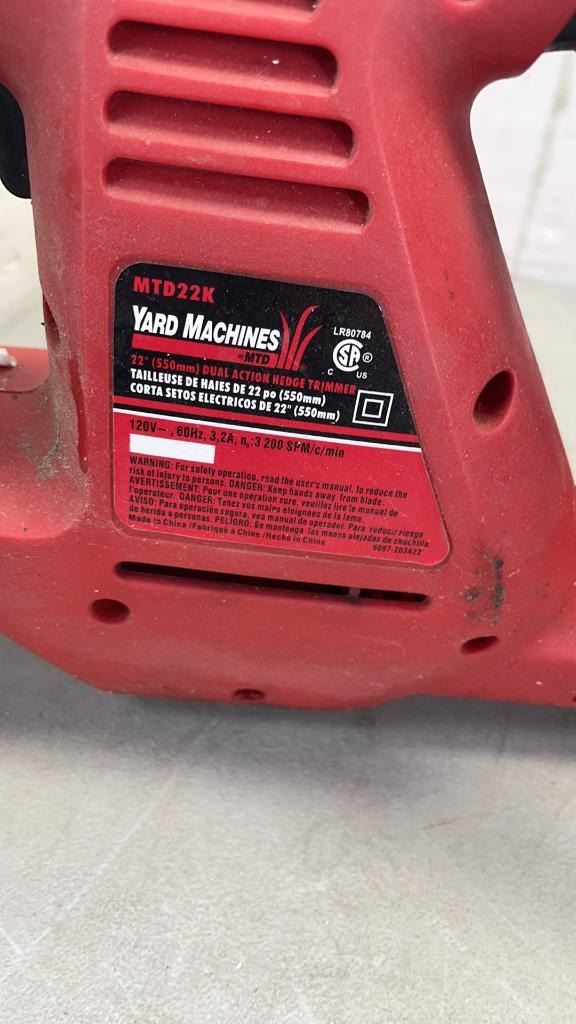 MTD22K
YARD MACHINES
by MTD
LR80784
CSA ®
C US
22" (550mm) DUAL ACTION HEDGE TRIMMER
TAILLEUSE DE HAIES DE 22 po (550mm)
CORTA SETOS ELECTRICOS DE 22" (550mm)
120V~, 60Hz, 3,2A, n₀:3 200 SPM/c/min
WARNING: For safety operation, read the user's manual, to reduce the
risk of injury to persons. DANGER: Keep hands away from blade.
AVERTISSEMENT: Pour une operation sure, veuillez lire le manuel de
l'operateur. DANGER: Tenez vos mains eloignees de la lame.
AVISO: Para operación segura, vea manual de operador. Para reducir riesgo
de herida a personas. PELIGRO: Se mantenga las manos alejadas de chuchilla.
Made in China /Fabriqué à Chine /Hecho in China
6097-203A22